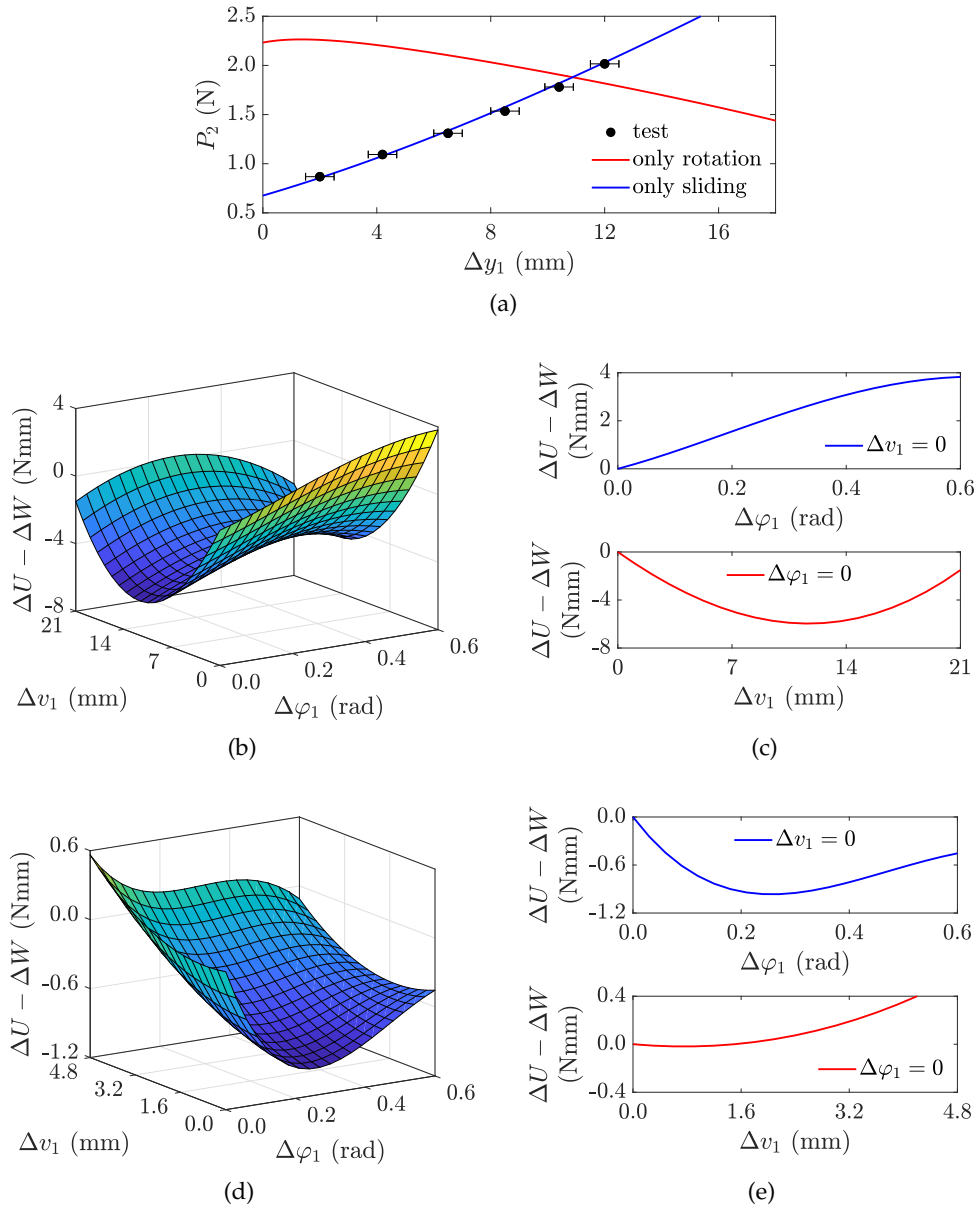 2.5
2.0
1.5
1.0
0.5
P₂ (N)
test
only rotation
only sliding
0 4 8 12 16
Δy₁ (mm)
(a)
4
0
-4
-8
ΔU − ΔW (Nmm)
21
14
7
0
Δv₁ (mm)
0.0
0.2
0.4
0.6
Δφ₁ (rad)
(b)
4
2
0
ΔU − ΔW
(Nmm)
Δv₁ = 0
0.0 0.2 0.4 0.6
Δφ₁ (rad)
0
-4
-8
ΔU − ΔW
(Nmm)
Δφ₁ = 0
0 7 14 21
Δv₁ (mm)
(c)
0.6
0.0
-0.6
-1.2
ΔU − ΔW (Nmm)
4.8
3.2
1.6
0.0
Δv₁ (mm)
0.0
0.2
0.4
0.6
Δφ₁ (rad)
(d)
0.0
-0.6
-1.2
ΔU − ΔW
(Nmm)
Δv₁ = 0
0.0 0.2 0.4 0.6
Δφ₁ (rad)
0.4
0.0
-0.4
ΔU − ΔW
(Nmm)
Δφ₁ = 0
0.0 1.6 3.2 4.8
Δv₁ (mm)
(e)